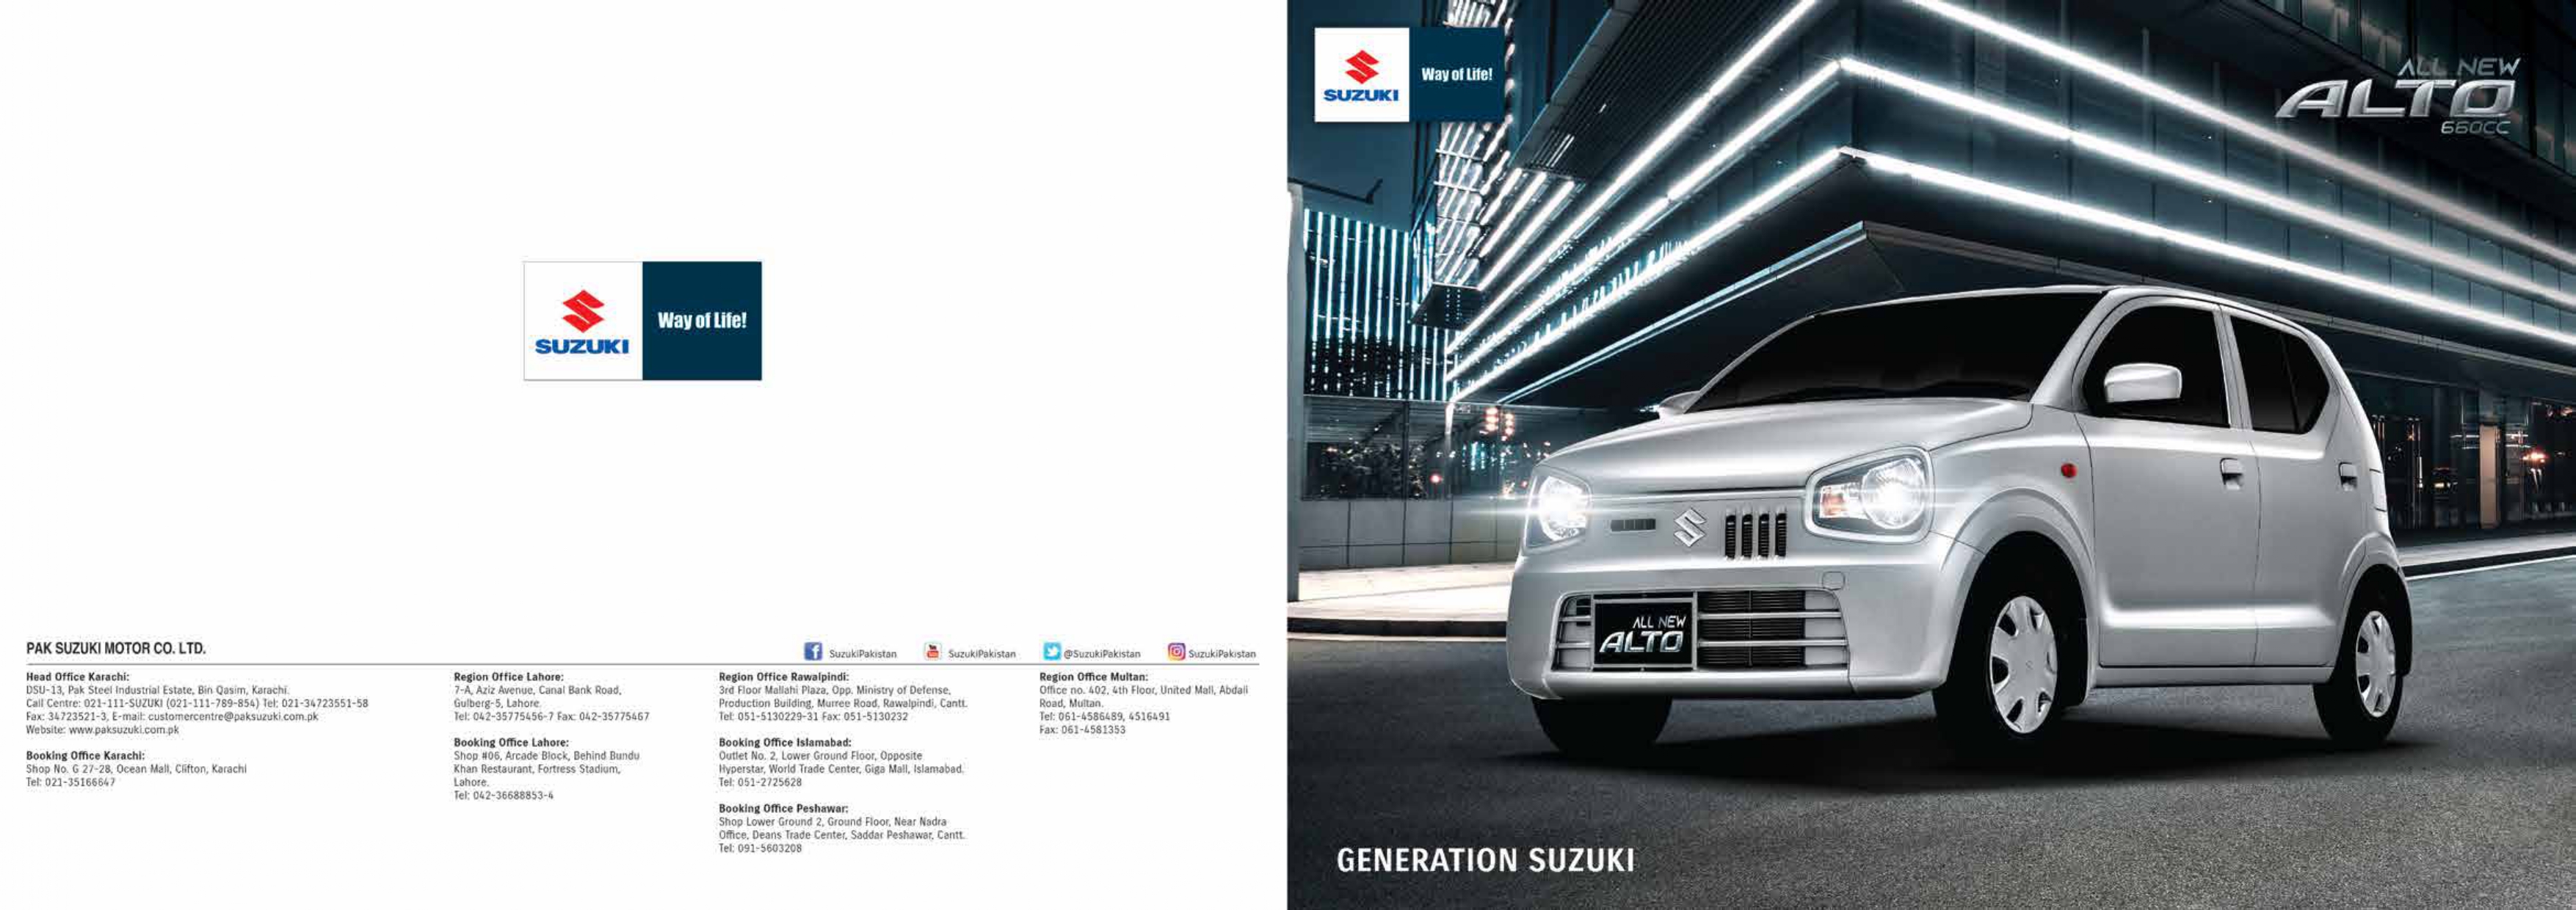 SUZUKI
Way of Life!
PAK SUZUKI MOTOR CO. LTD.
SuzukiPakistan
SuzukiPakistan
@SuzukiPakistan
SuzukiPakistan
Head Office Karachi:
DSU-13, Pak Steel Industrial Estate, Bin Qasim, Karachi.
Call Centre: 021-111-SUZUKI (021-111-789-854) Tel: 021-34723551-58
Fax: 34723521-3, E-mail: customercentre@paksuzuki.com.pk
Website: www.paksuzuki.com.pk
Booking Office Karachi:
Shop No. G 27-28, Ocean Mall, Clifton, Karachi
Tel: 021-35166647
Region Office Lahore:
7-A, Aziz Avenue, Canal Bank Road,
Gulberg-5, Lahore.
Tel: 042-35775456-7 Fax: 042-35775467
Booking Office Lahore:
Shop #06, Arcade Block, Behind Bundu
Khan Restaurant, Fortress Stadium,
Lahore.
Tel: 042-36688853-4
Region Office Rawalpindi:
3rd Floor Mallahi Plaza, Opp. Ministry of Defense,
Production Building, Murree Road, Rawalpindi, Cantt.
Tel: 051-5130229-31 Fax: 051-5130232
Booking Office Islamabad:
Outlet No. 2, Lower Ground Floor, Opposite
Hyperstar, World Trade Center, Giga Mall, Islamabad.
Tel: 051-2725628
Booking Office Peshawar:
Shop Lower Ground 2, Ground Floor, Near Nadra
Office, Deans Trade Center, Saddar Peshawar, Cantt.
Tel: 091-5603208
Region Office Multan:
Office no. 402, 4th Floor, United Mall, Abdali
Road, Multan.
Tel: 061-4586489, 4516491
Fax: 061-4581353
SUZUKI
Way of Life!
ALL NEW
ALTO
660CC
ALL NEW
ALTO
GENERATION SUZUKI